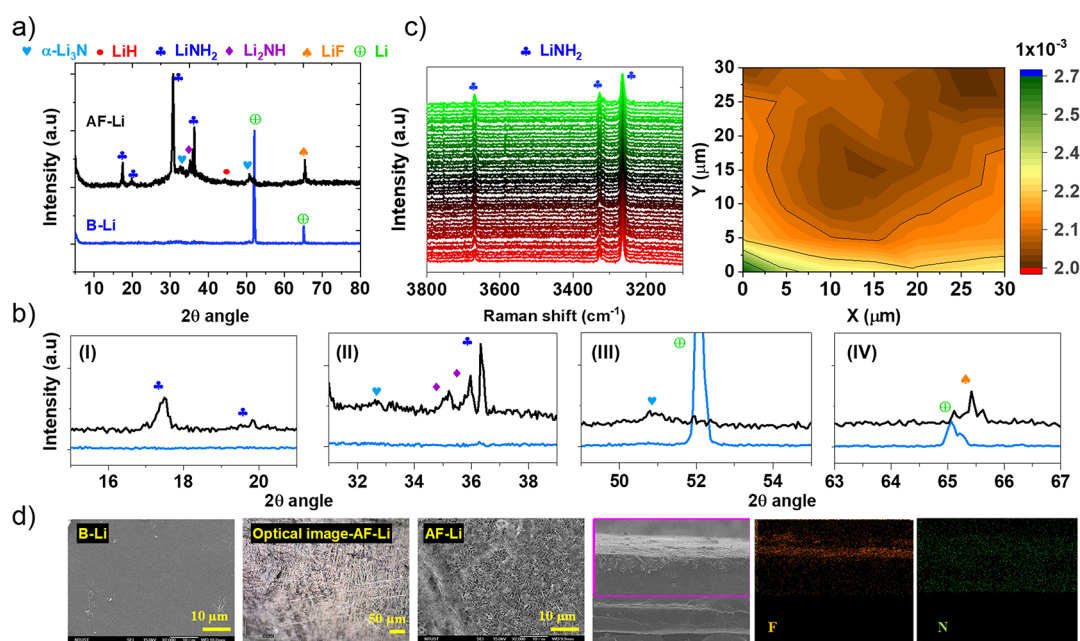 a)
α-Li₃N LiH LiNH₂ Li₂NH LiF Li
Intensity (a.u)
AF-Li
B-Li
5 10 20 30 40 50 60 70 80
2θ angle
c)
LiNH₂
Intensity (a.u)
3800 3600 3400 3200
Raman shift (cm⁻¹)
Y (μm)
30
25
20
15
10
5
0
0 5 10 15 20 25 30
X (μm)
1x10⁻³
2.7
2.6
2.4
2.2
2.2
2.1
2.1
2.0
b)
Intensity (a.u)
(I)
16 18 20
2θ angle
(II)
32 34 36 38
(III)
50 52 54
2θ angle
(IV)
63 64 65 66 67
d)
B-Li
10 μm
Optical image-AF-Li
50 μm
AF-Li
10 μm
F
N